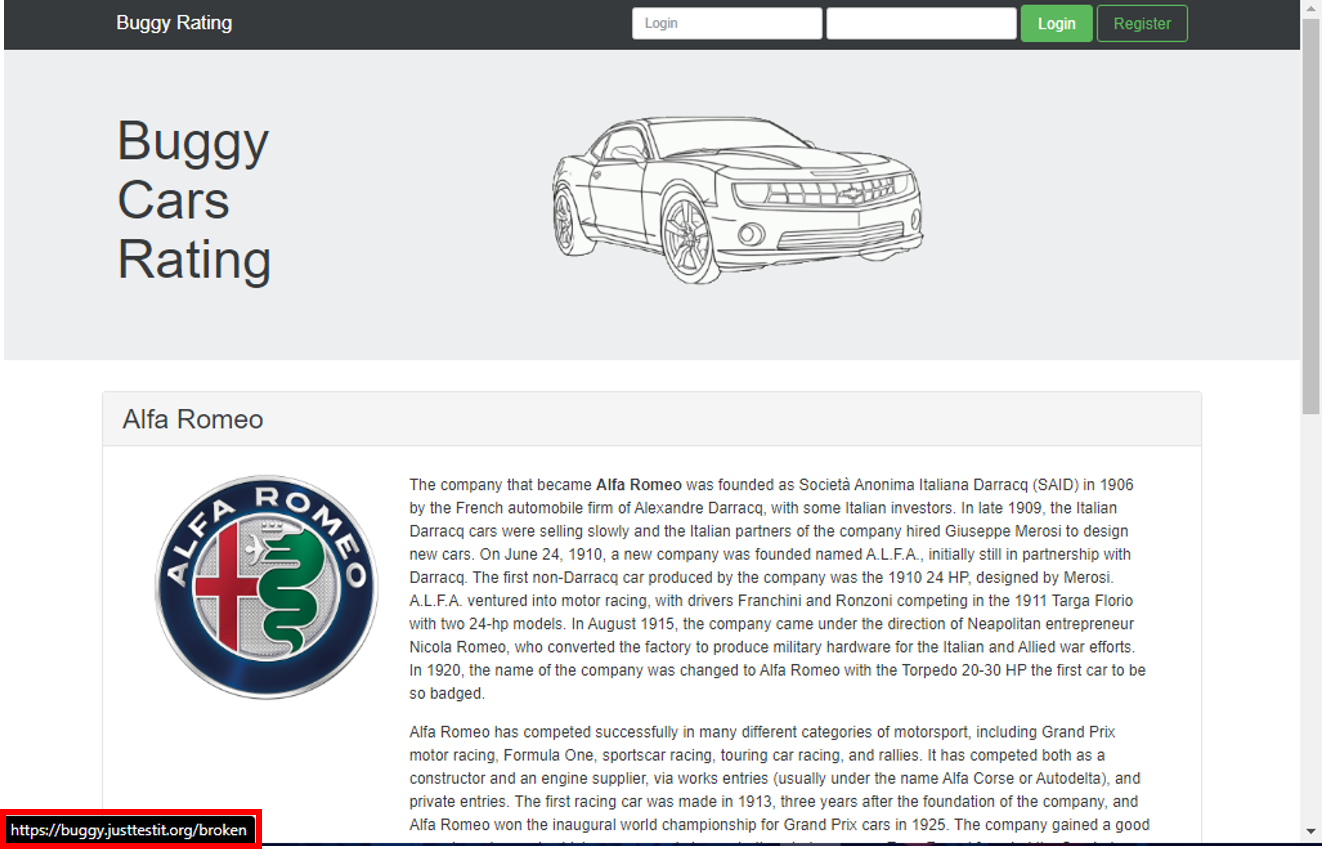 Buggy Rating
Login
Login
Register
Buggy
Cars
Rating
Alfa Romeo
ALFA ROMEO
The company that became Alfa Romeo was founded as Società Anonima Italiana Darracq (SAID) in 1906
by the French automobile firm of Alexandre Darracq, with some Italian investors. In late 1909, the Italian
Darracq cars were selling slowly and the Italian partners of the company hired Giuseppe Merosi to design
new cars. On June 24, 1910, a new company was founded named A.L.F.A., initially still in partnership with
Darracq. The first non-Darracq car produced by the company was the 1910 24 HP, designed by Merosi.
A.L.F.A. ventured into motor racing, with drivers Franchini and Ronzoni competing in the 1911 Targa Florio
with two 24-hp models. In August 1915, the company came under the direction of Neapolitan entrepreneur
Nicola Romeo, who converted the factory to produce military hardware for the Italian and Allied war efforts.
In 1920, the name of the company was changed to Alfa Romeo with the Torpedo 20-30 HP the first car to be
so badged.
Alfa Romeo has competed successfully in many different categories of motorsport, including Grand Prix
motor racing, Formula One, sportscar racing, touring car racing, and rallies. It has competed both as a
constructor and an engine supplier, via works entries (usually under the name Alfa Corse or Autodelta), and
private entries. The first racing car was made in 1913, three years after the foundation of the company, and
Alfa Romeo won the inaugural world championship for Grand Prix cars in 1925. The company gained a good
https://buggy.justtestit.org/broken